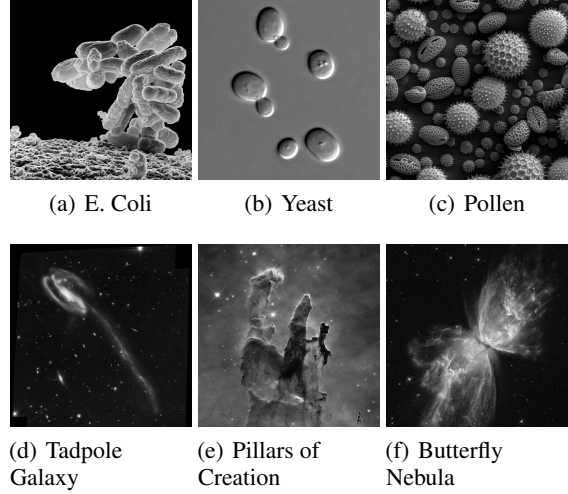 (a) E. Coli
(b) Yeast
(c) Pollen
(d) Tadpole
Galaxy
(e) Pillars of
Creation
(f) Butterfly
Nebula